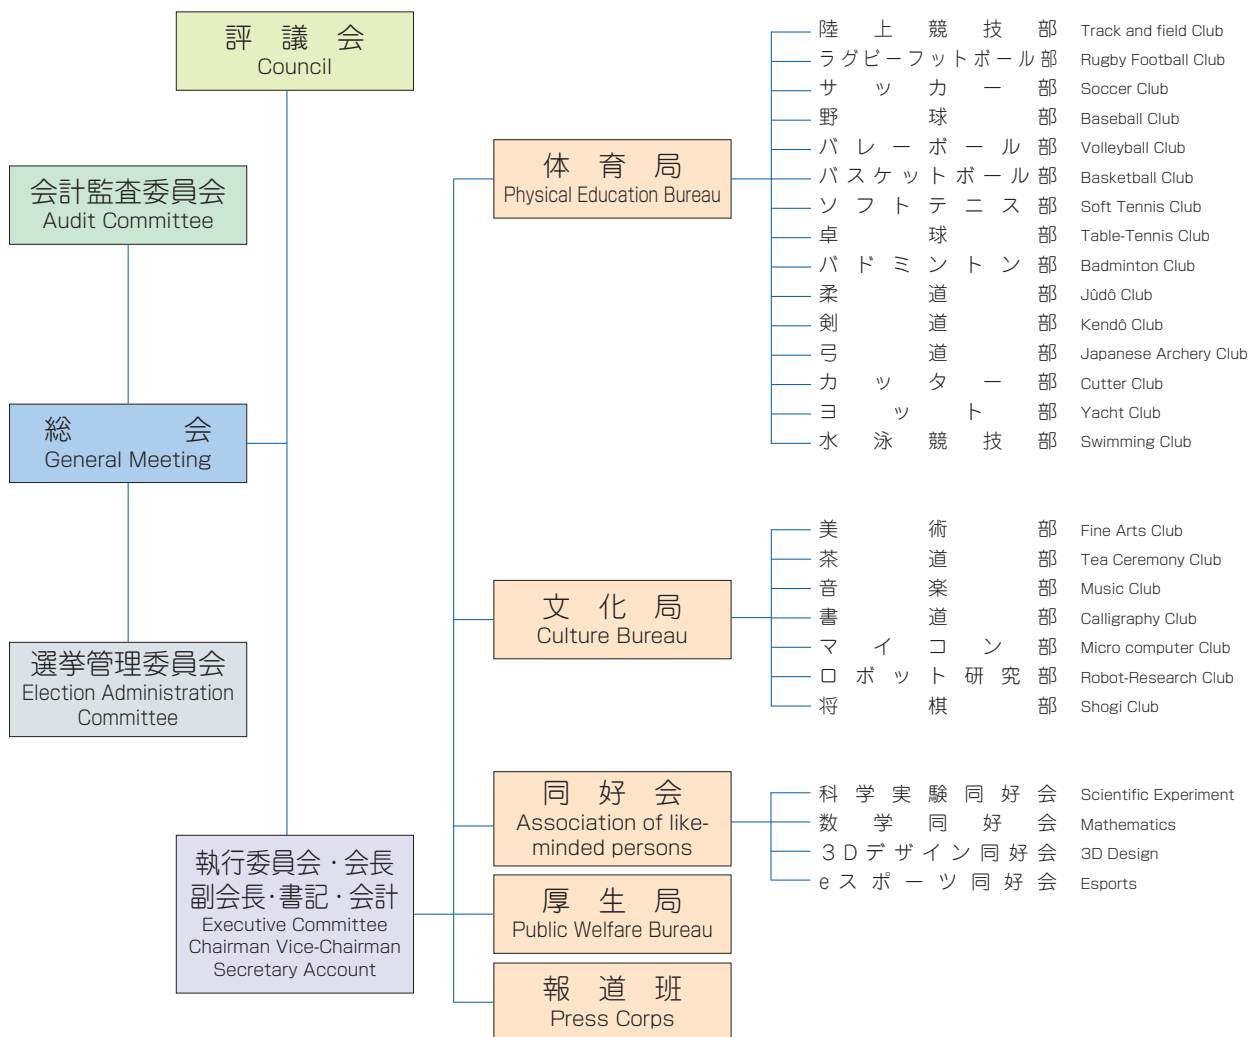 評議会
Council
会計監査委員会
Audit Committee
総会
General Meeting
選挙管理委員会
Election Administration
Committee
執行委員会・会長
副会長・書記・会計
Executive Committee
Chairman Vice-Chairman
Secretary Account
体育局
Physical Education Bureau
陸上競技部 Track and field Club
ラグビーフットボール部 Rugby Football Club
サッカー部 Soccer Club
野球部 Baseball Club
バレーボール部 Volleyball Club
バスケットボール部 Basketball Club
ソフトテニス部 Soft Tennis Club
卓球部 Table-Tennis Club
バドミントン部 Badminton Club
柔道部 Jûdô Club
剣道部 Kendô Club
弓道部 Japanese Archery Club
カッター部 Cutter Club
ヨット部 Yacht Club
水泳競技部 Swimming Club
文化局
Culture Bureau
美術部 Fine Arts Club
茶道部 Tea Ceremony Club
音楽部 Music Club
書道部 Calligraphy Club
マイコン部 Micro computer Club
ロボット研究部 Robot-Research Club
将棋部 Shogi Club
同好会
Association of like-
minded persons
科学実験同好会 Scientific Experiment
数学同好会 Mathematics
3Dデザイン同好会 3D Design
eスポーツ同好会 Esports
厚生局
Public Welfare Bureau
報道班
Press Corps